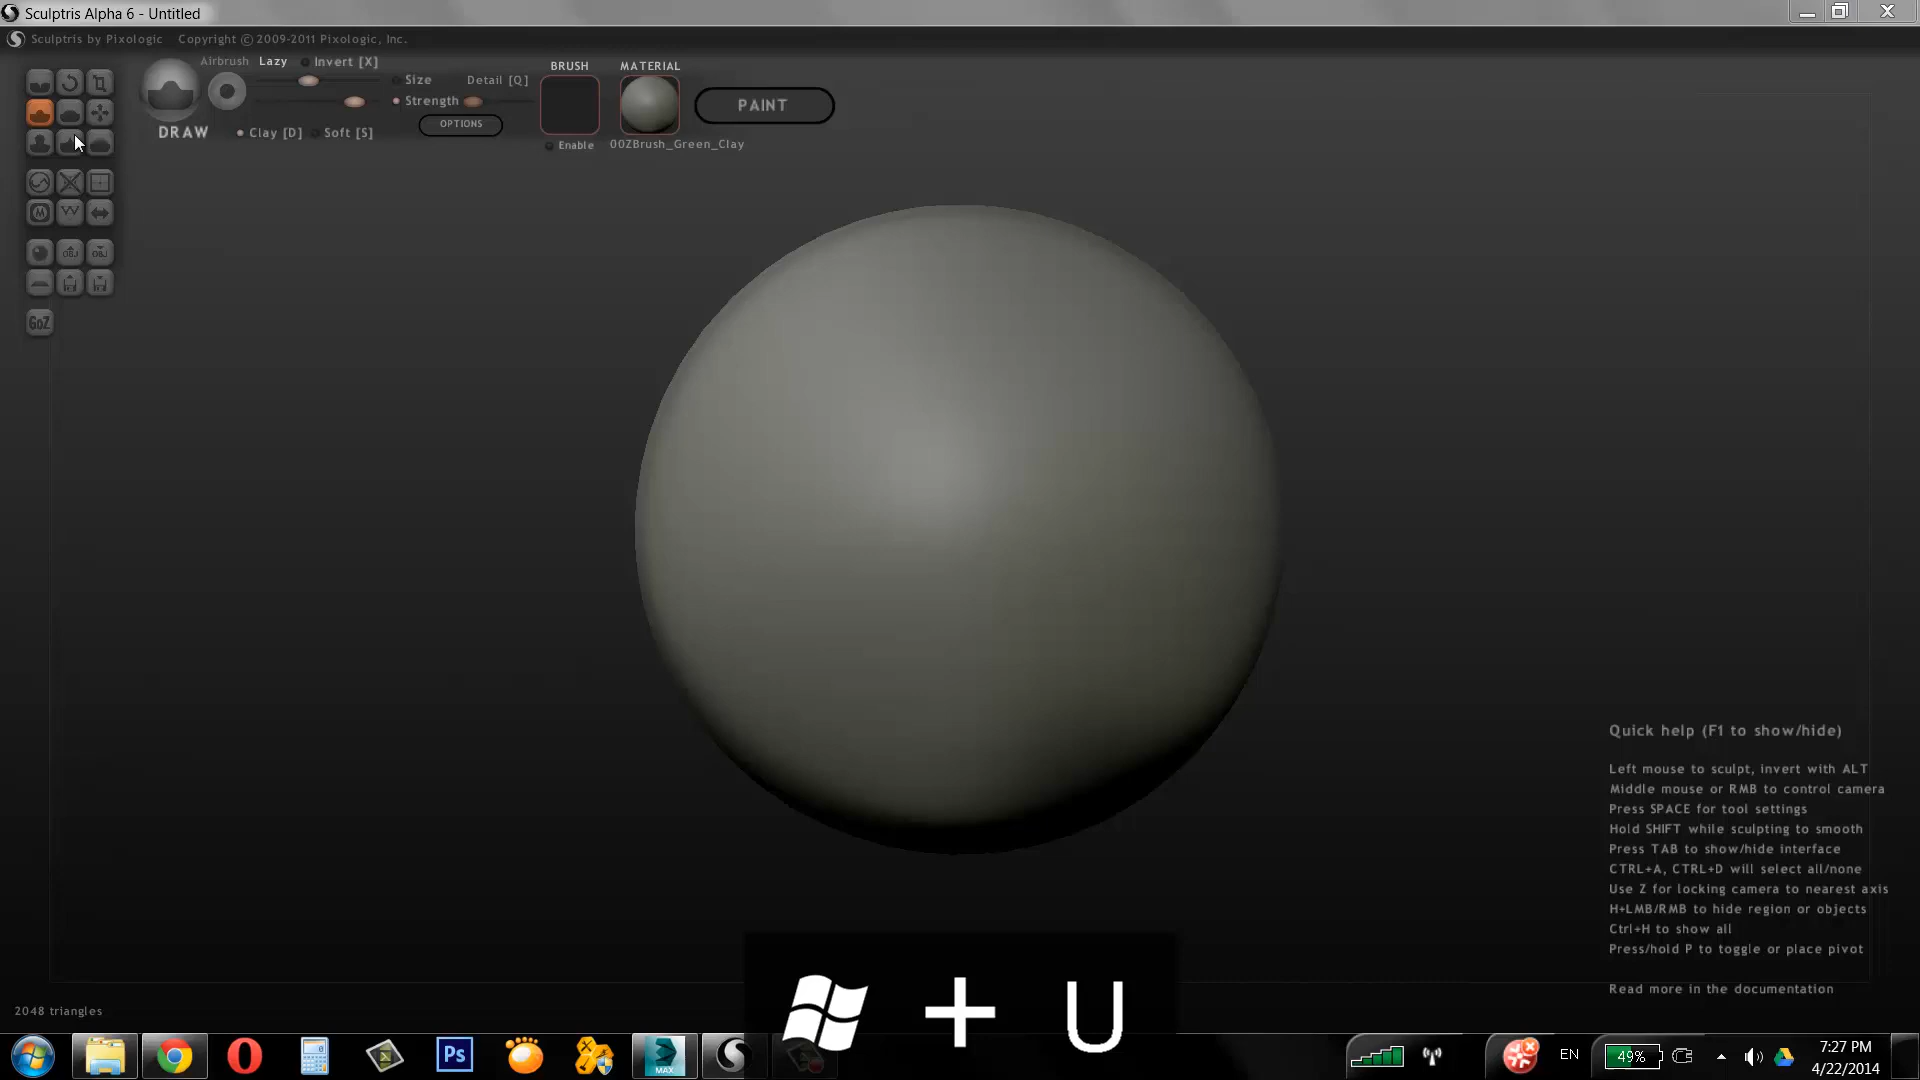 Sculptris Alpha 6 - Untitled
Sculptris by Pixologic Copyright © 2009-2011 Pixologic, Inc.
Airbrush Lazy Invert [X]
Size Detail [Q]
Strength
OPTIONS
DRAW
Clay [D] Soft [S]
BRUSH
Enable
MATERIAL
00ZBrush_Green_Clay
PAINT
OBJ OBJ
GoZ
Quick help (F1 to show/hide)
Left mouse to sculpt, invert with ALT
Middle mouse or RMB to control camera
Press SPACE for tool settings
Hold SHIFT while sculpting to smooth
Press TAB to show/hide interface
CTRL+A, CTRL+D will select all/none
Use Z for locking camera to nearest axis
H+LMB/RMB to hide region or objects
Ctrl+H to show all
Press/hold P to toggle or place pivot
Read more in the documentation
+ U
2048 triangles
Ps
MAX
EN
49%
7:27 PM
4/22/2014